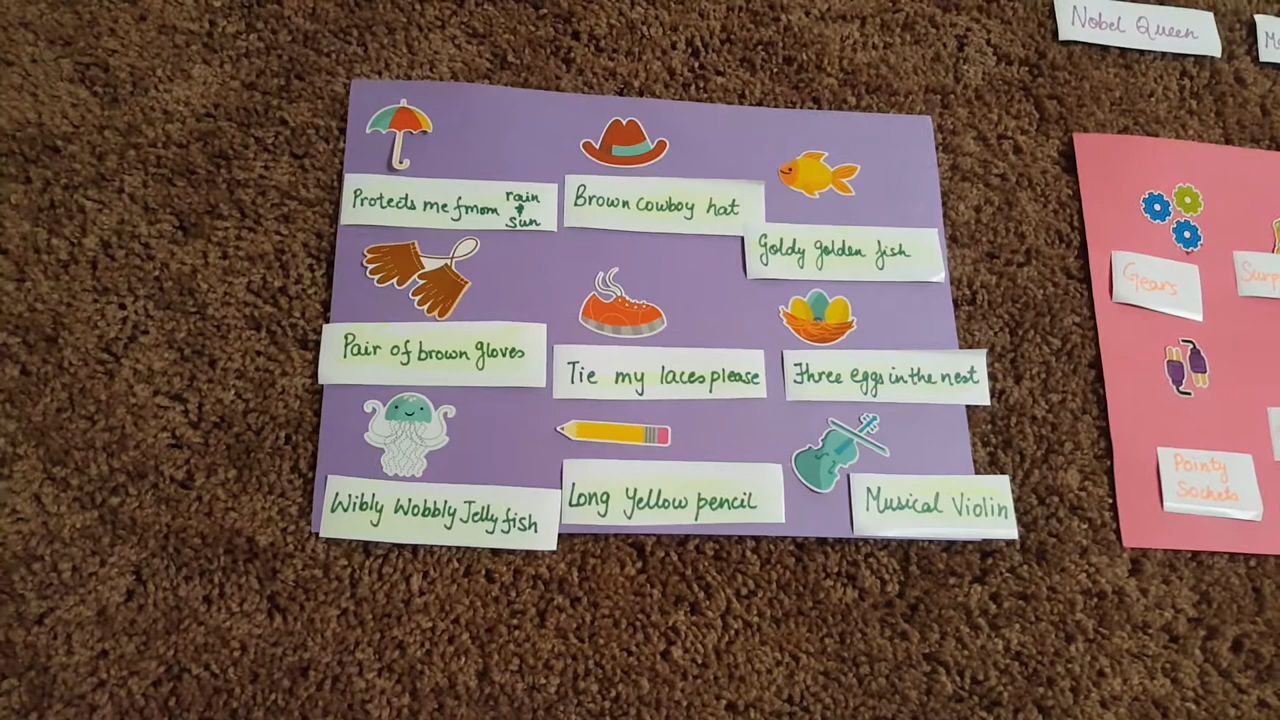 Nobel Queen
Protects me fmom rain
&
sun
Brown cowboy hat
Goldy golden fish
Pair of brown gloves
Tie my laces please
Three eggs in the nest
Wibly Wobbly Jelly fish
Long Yellow pencil
Musical Violin
Gears
Pointy
Sockets